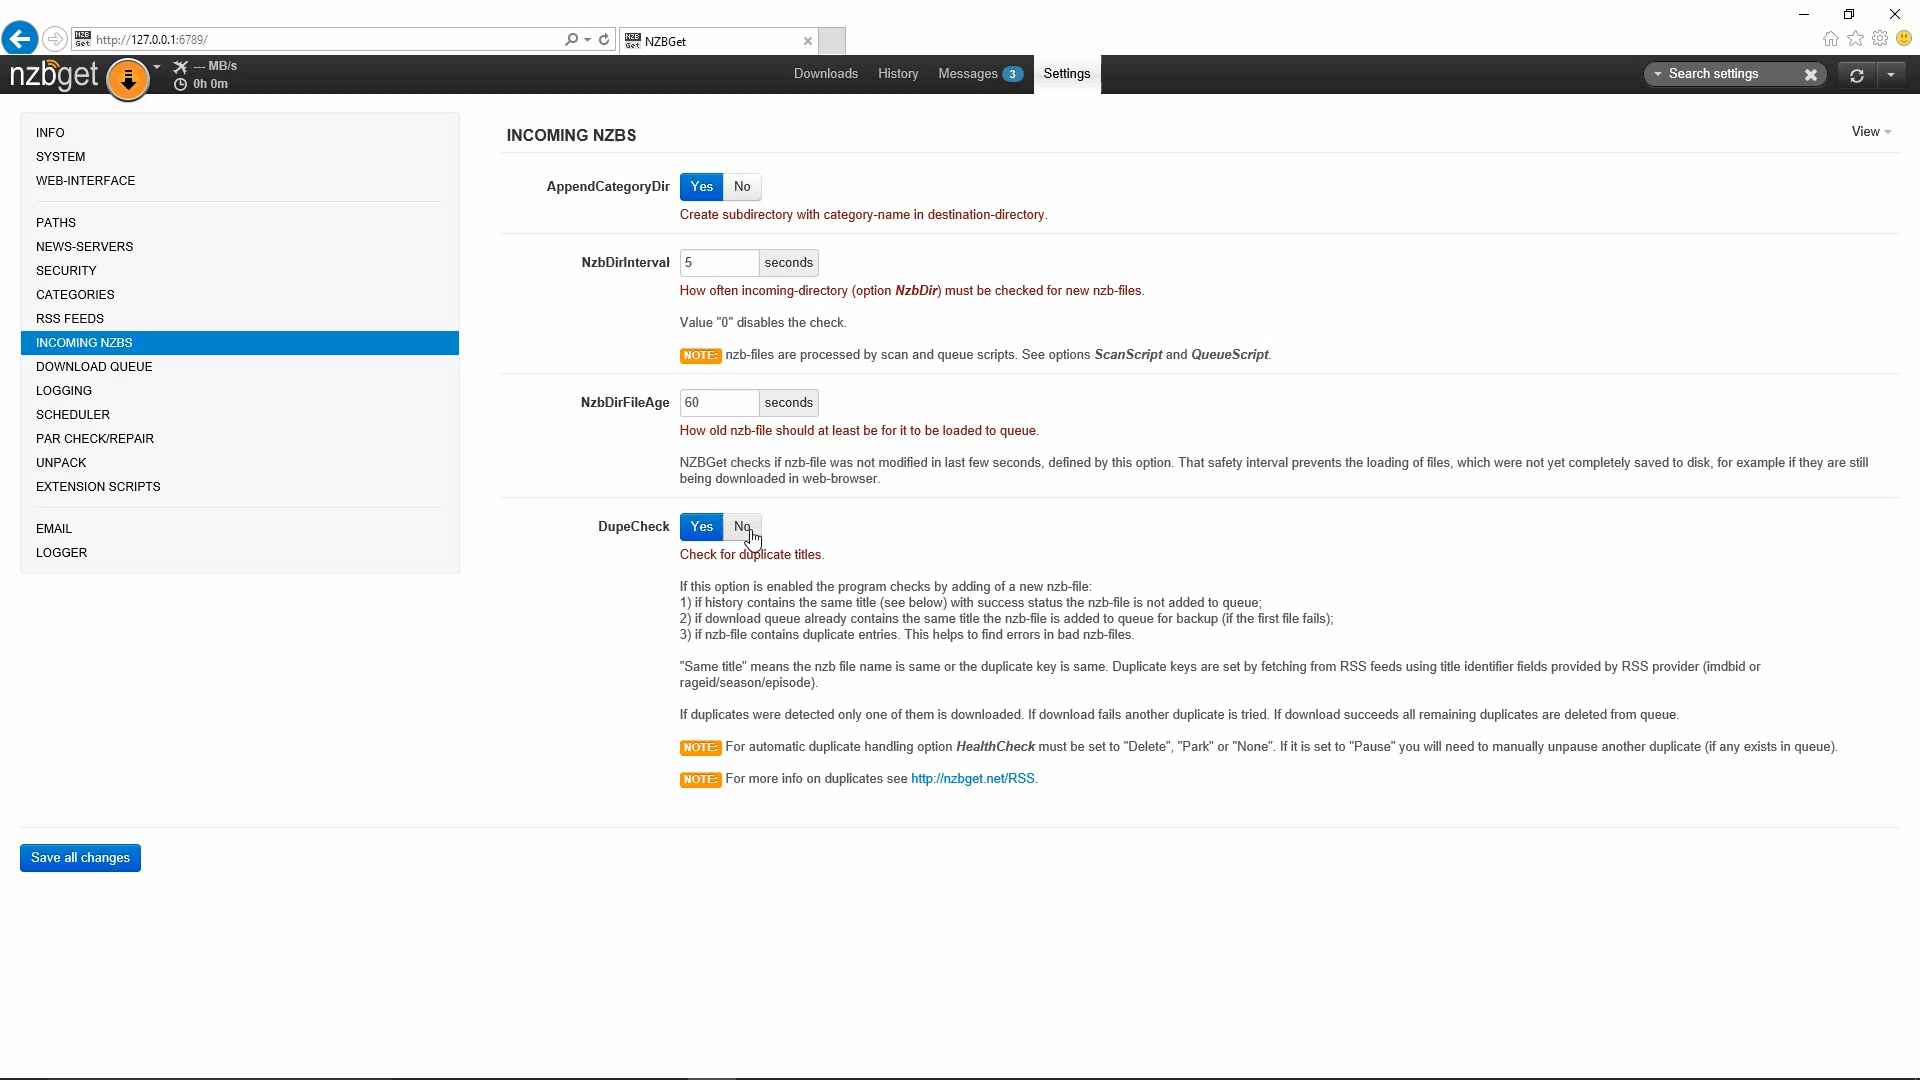 http://127.0.0.1:6789/
NZBGet
nzbget
--- MB/s
0h 0m
Downloads
History
Messages 3
Settings
Search settings
INFO
SYSTEM
WEB-INTERFACE
PATHS
NEWS-SERVERS
SECURITY
CATEGORIES
RSS FEEDS
INCOMING NZBS
DOWNLOAD QUEUE
LOGGING
SCHEDULER
PAR CHECK/REPAIR
UNPACK
EXTENSION SCRIPTS
EMAIL
LOGGER
INCOMING NZBS
View
AppendCategoryDir Yes No
Create subdirectory with category-name in destination-directory.
NzbDirInterval 5 seconds
How often incoming-directory (option NzbDir) must be checked for new nzb-files.
Value "0" disables the check.
NOTE: nzb-files are processed by scan and queue scripts. See options ScanScript and QueueScript.
NzbDirFileAge 60 seconds
How old nzb-file should at least be for it to be loaded to queue.
NZBGet checks if nzb-file was not modified in last few seconds, defined by this option. That safety interval prevents the loading of files, which were not yet completely saved to disk, for example if they are still
being downloaded in web-browser.
DupeCheck Yes No
Check for duplicate titles.
If this option is enabled the program checks by adding of a new nzb-file:
1) if history contains the same title (see below) with success status the nzb-file is not added to queue;
2) if download queue already contains the same title the nzb-file is added to queue for backup (if the first file fails);
3) if nzb-file contains duplicate entries. This helps to find errors in bad nzb-files.
"Same title" means the nzb file name is same or the duplicate key is same. Duplicate keys are set by fetching from RSS feeds using title identifier fields provided by RSS provider (imdbid or
rageid/season/episode).
If duplicates were detected only one of them is downloaded. If download fails another duplicate is tried. If download succeeds all remaining duplicates are deleted from queue.
NOTE: For automatic duplicate handling option HealthCheck must be set to "Delete", "Park" or "None". If it is set to "Pause" you will need to manually unpause another duplicate (if any exists in queue).
NOTE: For more info on duplicates see http://nzbget.net/RSS.
Save all changes